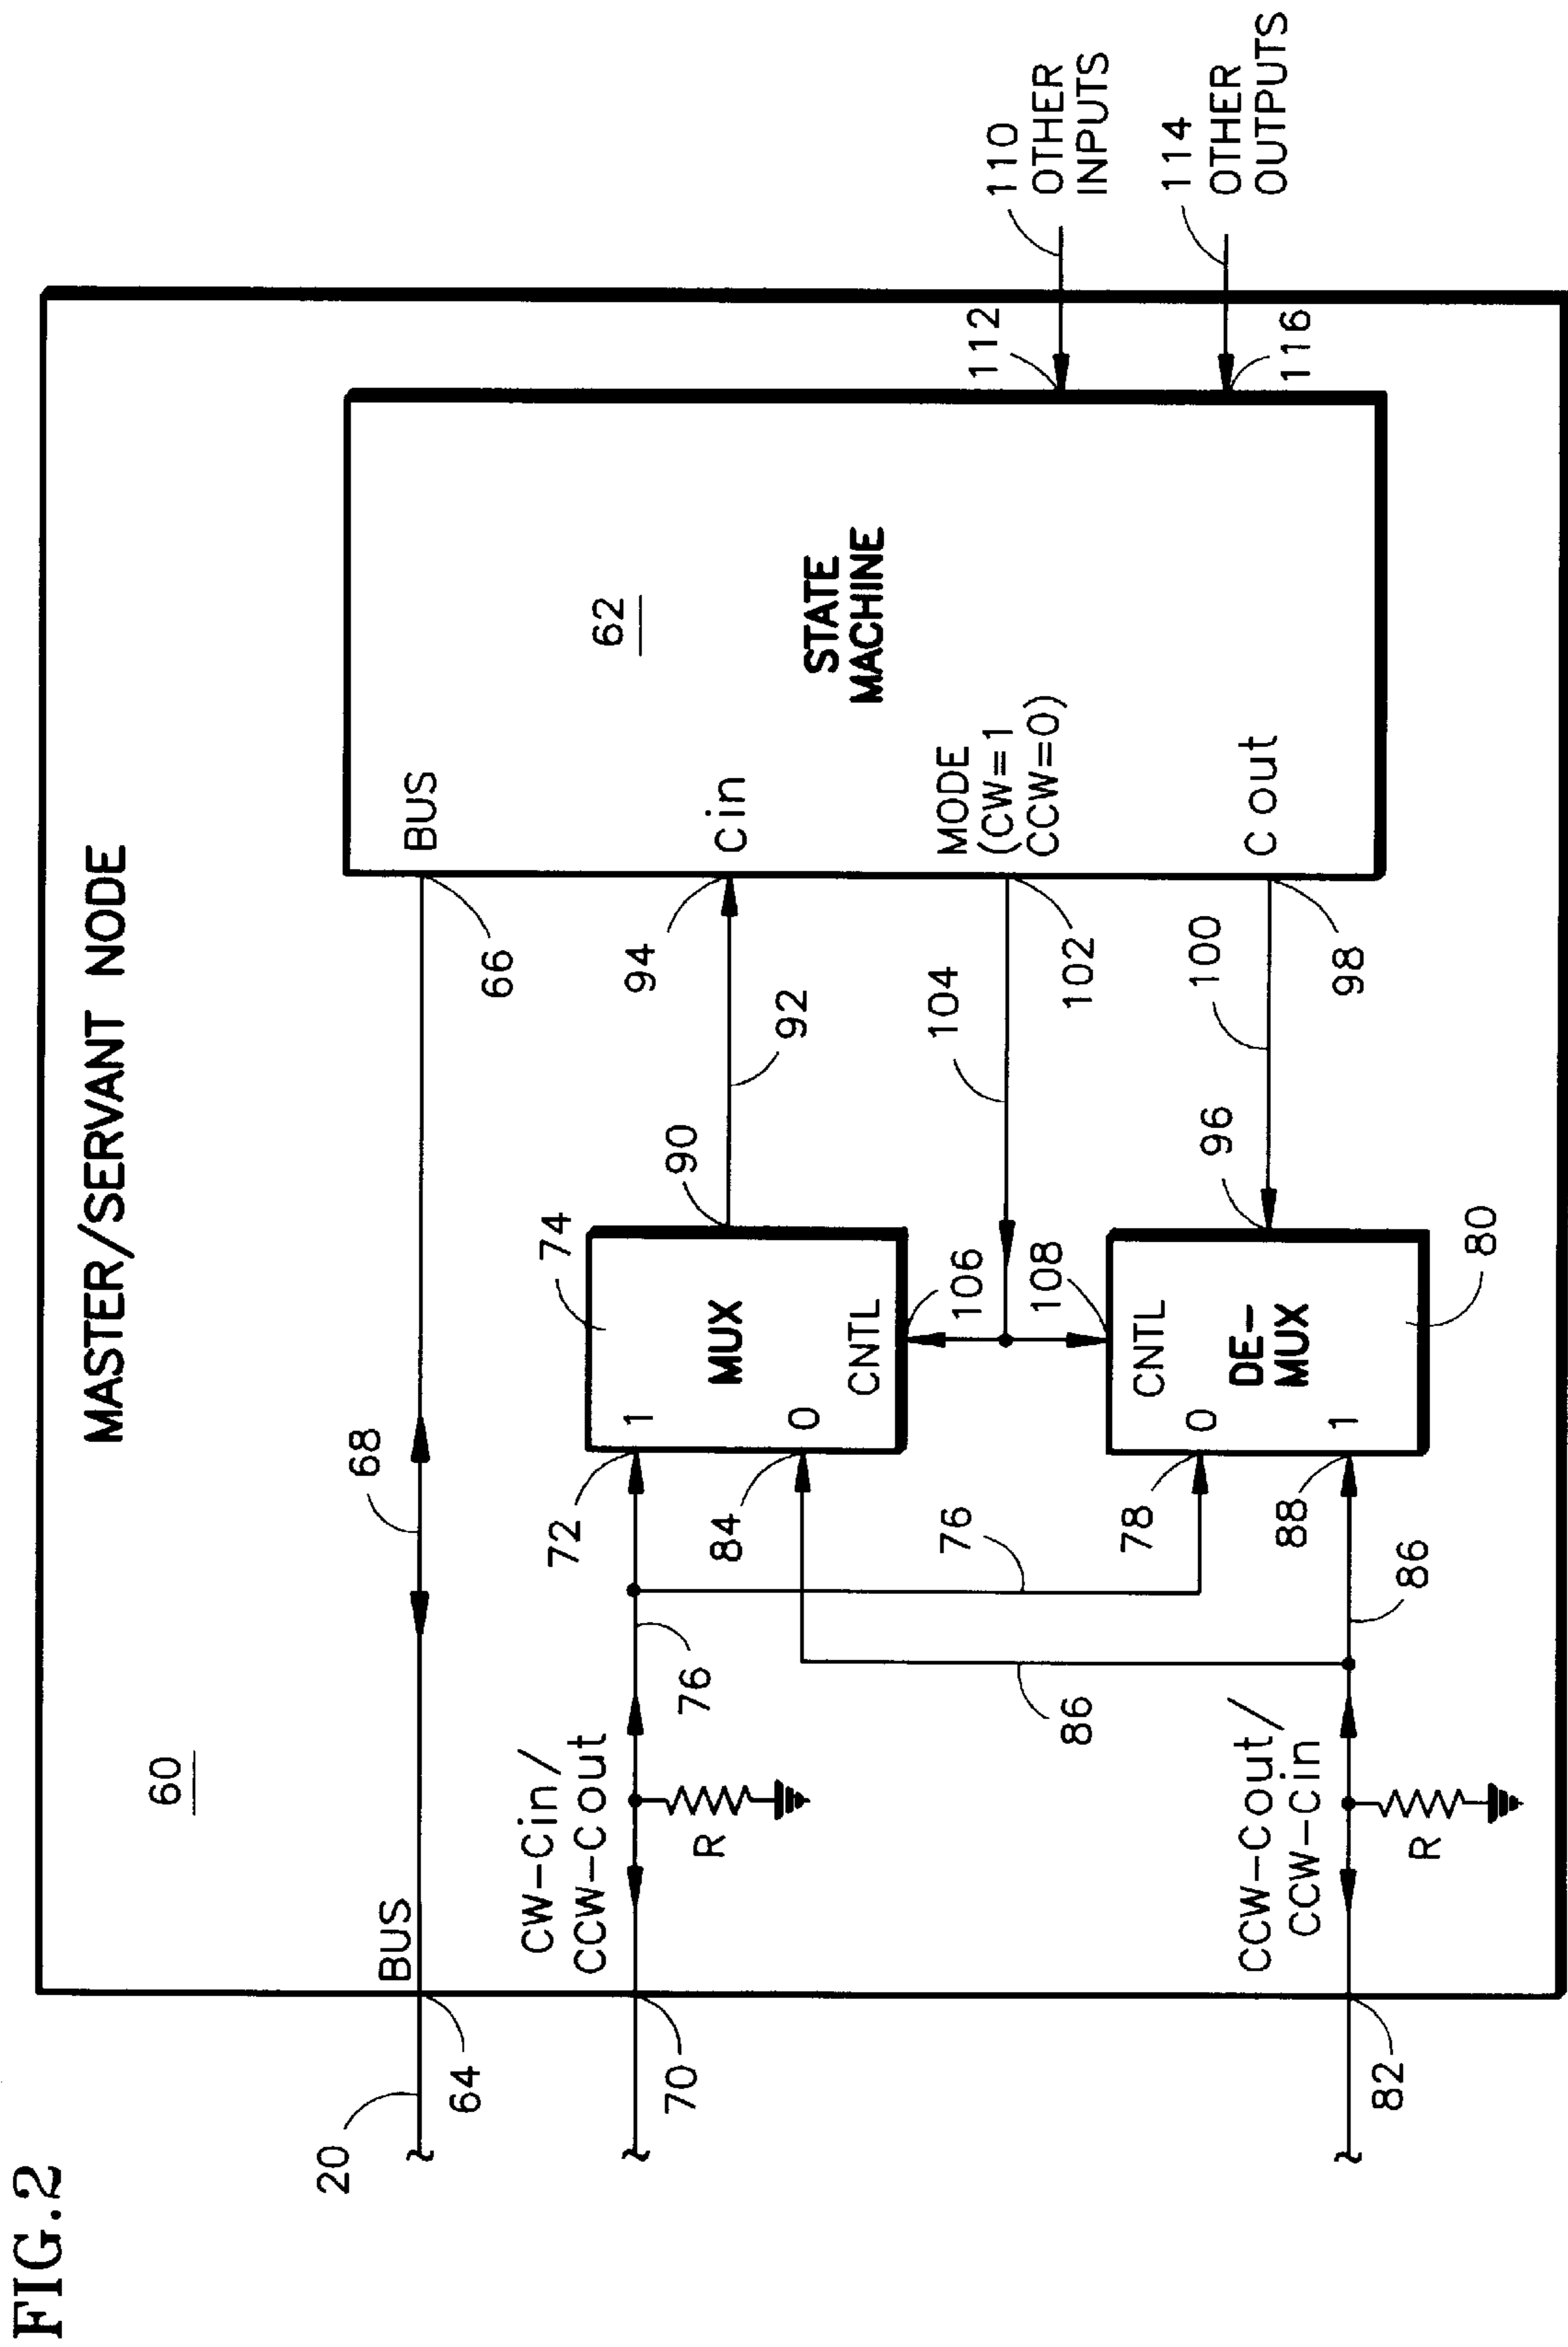 FIG.2
MASTER/SERVANT NODE
60
20
BUS
64
68
BUS
66
62
STATE
MACHINE
CW-Cin/
CCW-Cout
70
R
76
72
1
74
MUX
0
84
CNTL
90
92
94
Cin
76
86
106
104
MODE
(CW=1
CCW=0)
102
108
CNTL
78
0
DE-
MUX
88
1
80
96
100
C out
98
CCW-Cout/
CCW-Cin
82
R
86
110
OTHER
INPUTS
112
114
OTHER
OUTPUTS
116